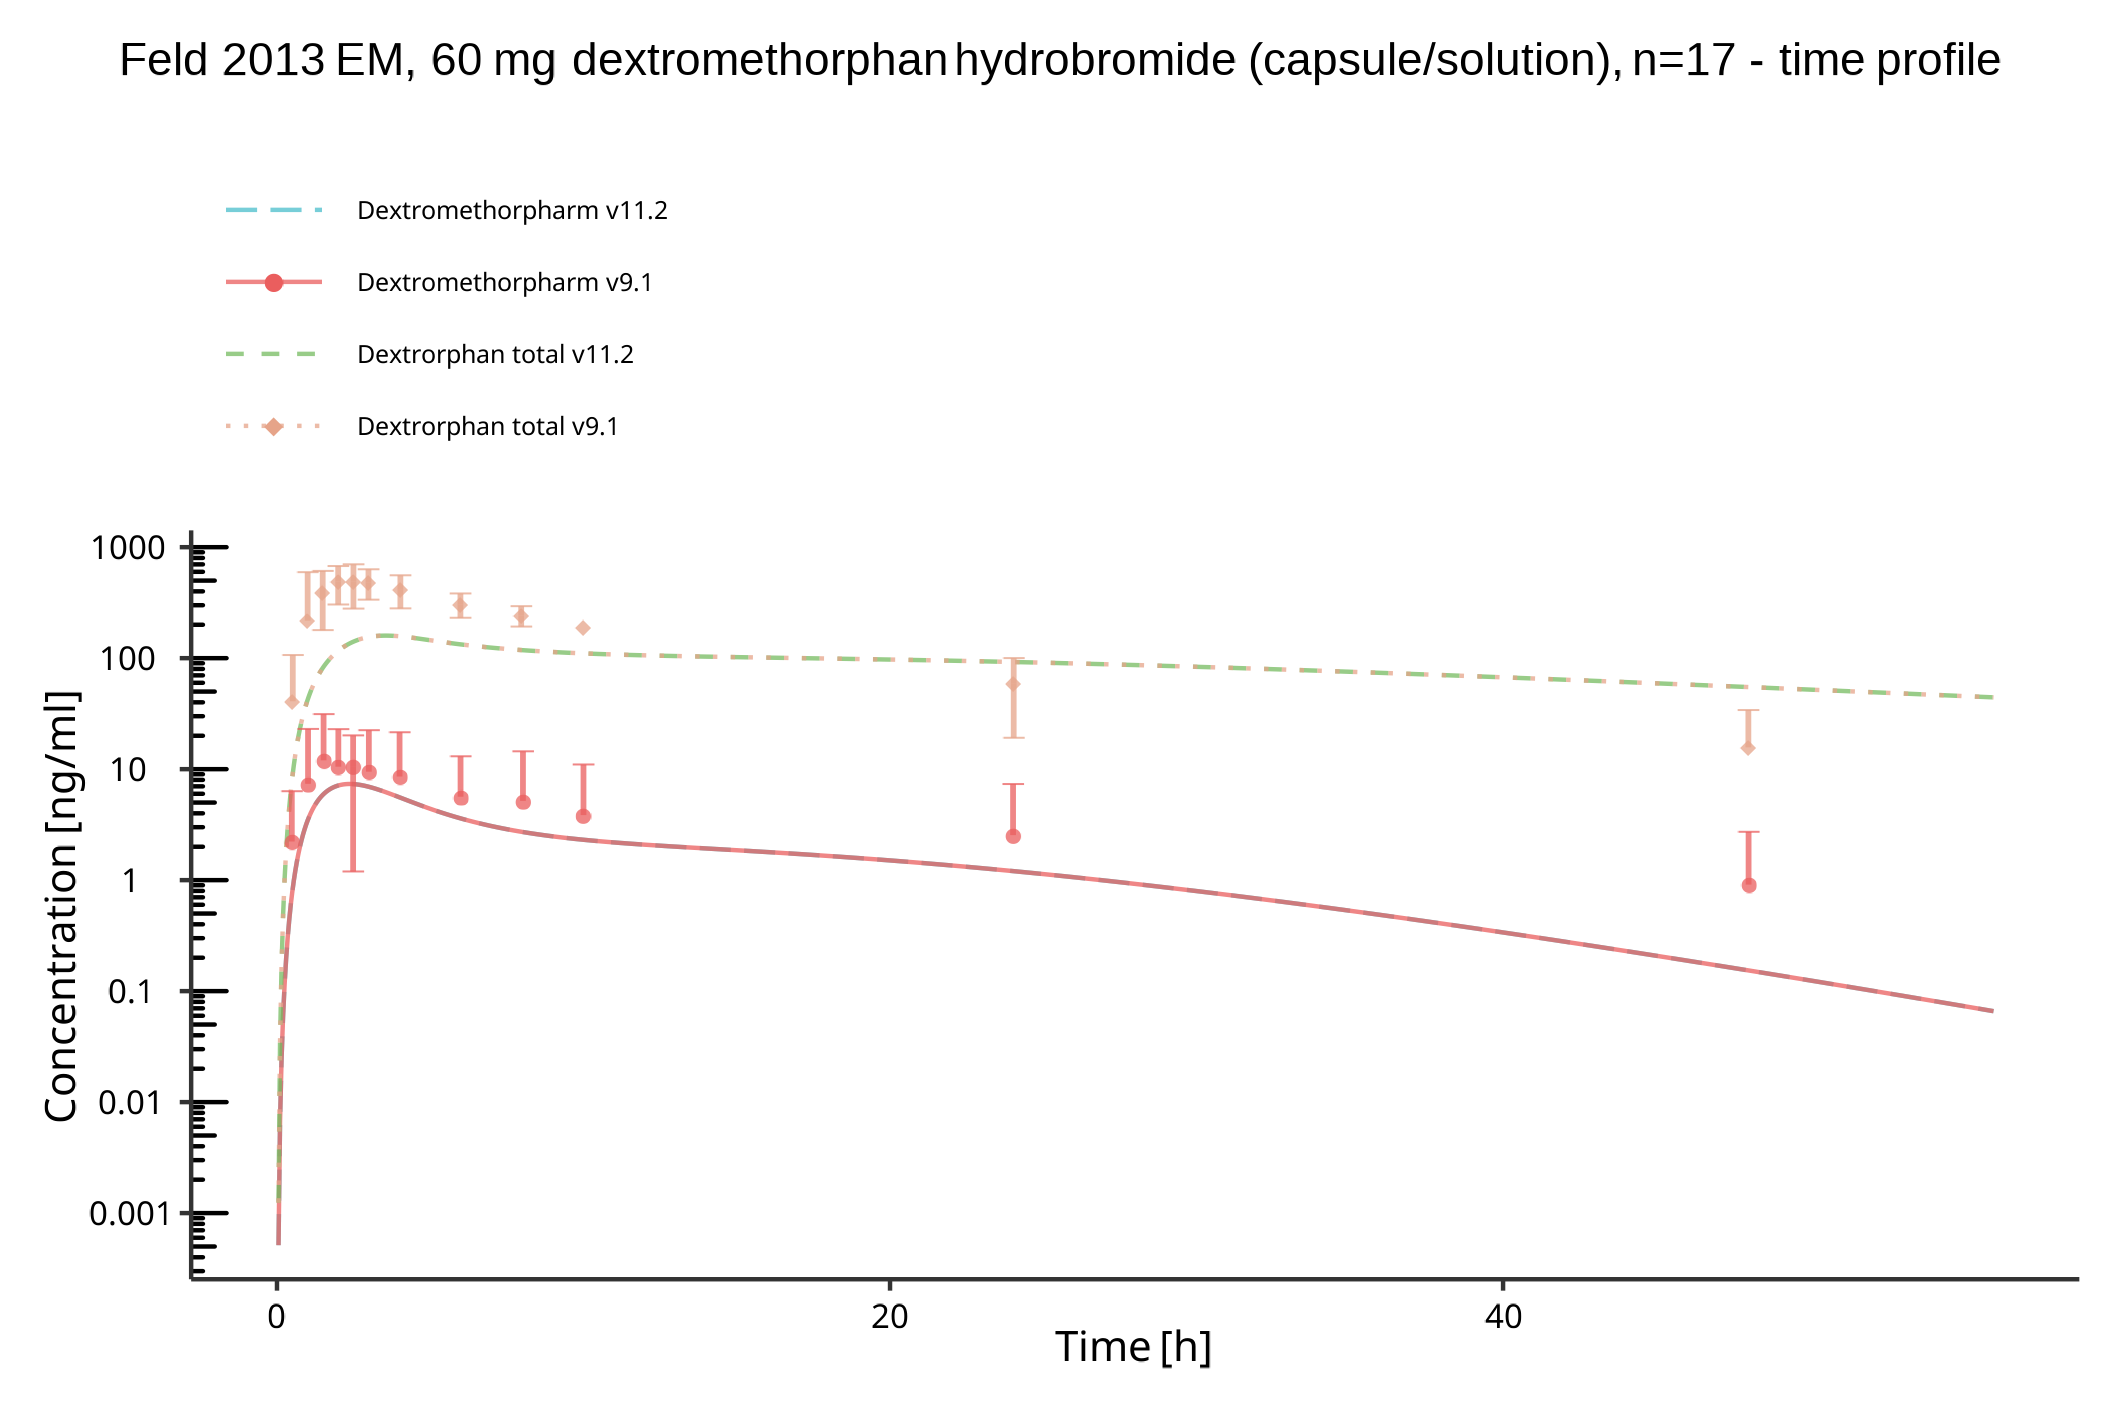 Feld 2013 EM, 60 mg dextromethorphan hydrobromide (capsule/solution), n=17 - time profile
Dextromethorpharm v11.2
Dextromethorpharm v9.1
Dextrorphan total v11.2
Dextrorphan total v9.1
1000
100
10
1
0.1
0.01
0.001
Concentration [ng/ml]
0
20
40
Time [h]